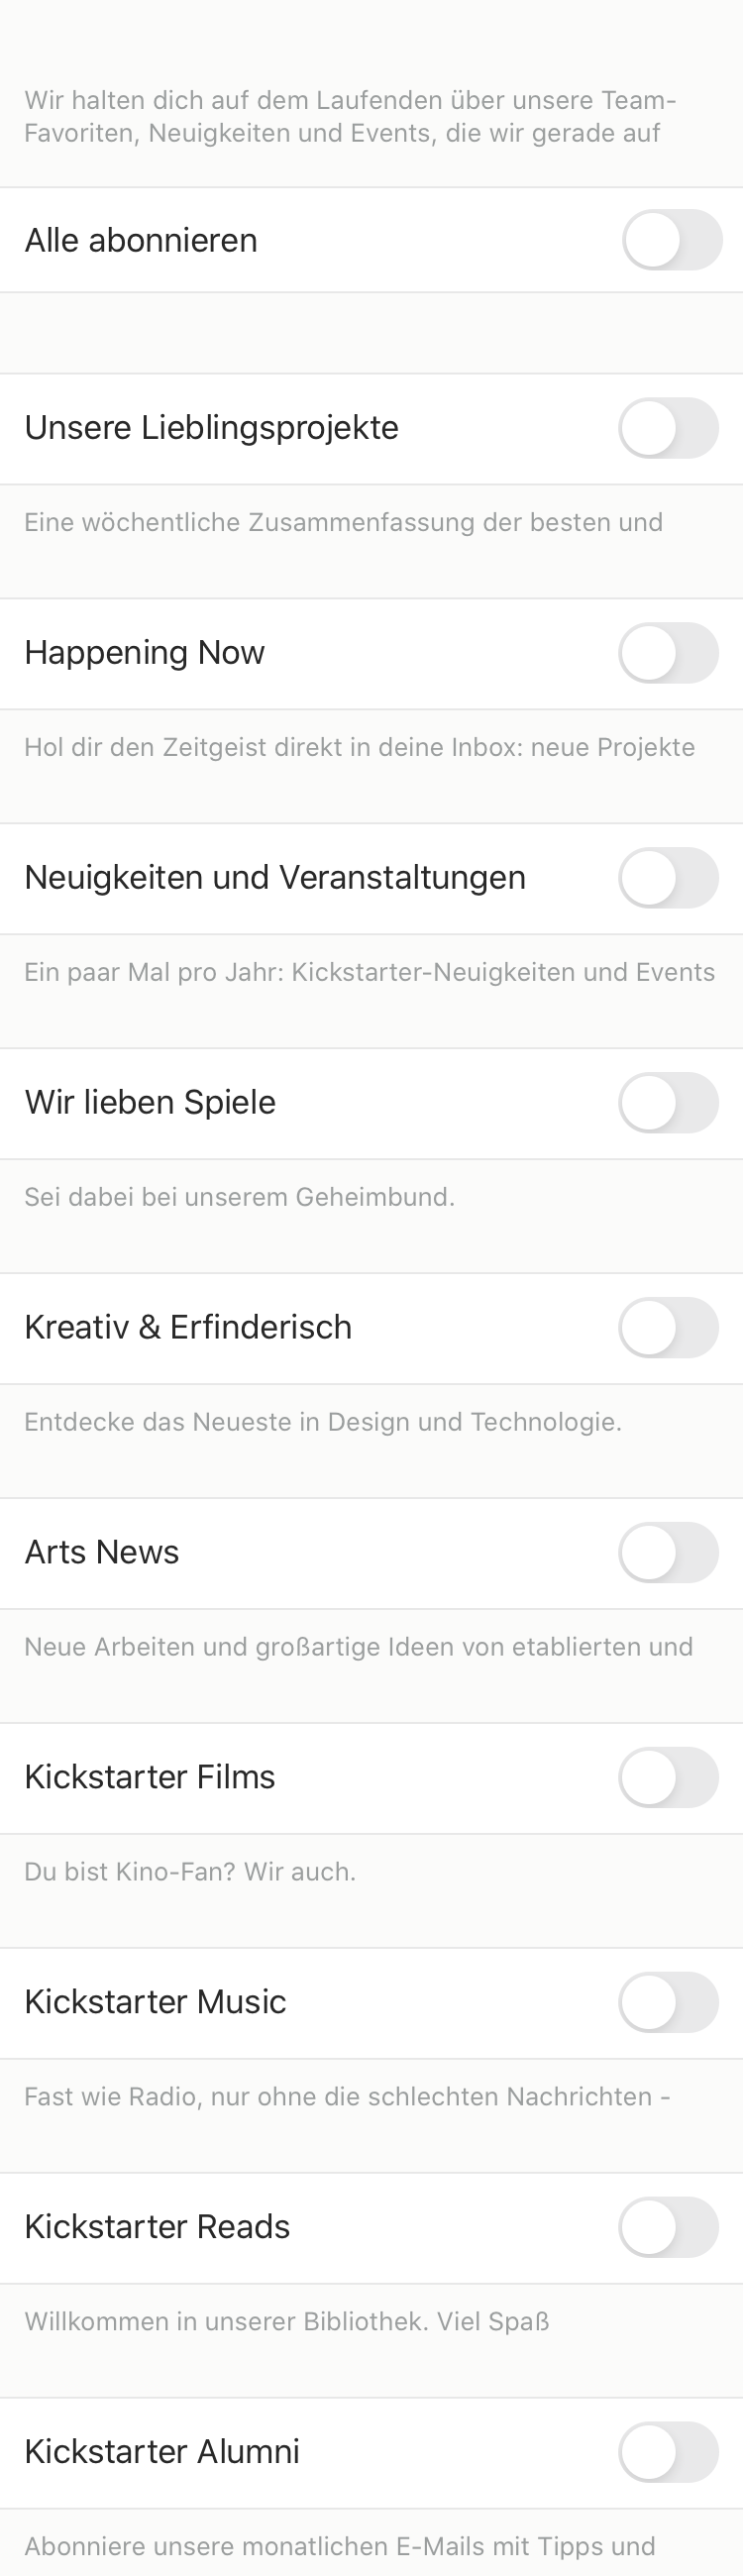 Wir halten dich auf dem Laufenden über unsere Team-
Favoriten, Neuigkeiten und Events, die wir gerade auf
Alle abonnieren
Unsere Lieblingsprojekte
Eine wöchentliche Zusammenfassung der besten und
Happening Now
Hol dir den Zeitgeist direkt in deine Inbox: neue Projekte
Neuigkeiten und Veranstaltungen
Ein paar Mal pro Jahr: Kickstarter-Neuigkeiten und Events
Wir lieben Spiele
Sei dabei bei unserem Geheimbund.
Kreativ & Erfinderisch
Entdecke das Neueste in Design und Technologie.
Arts News
Neue Arbeiten und großartige Ideen von etablierten und
Kickstarter Films
Du bist Kino-Fan? Wir auch.
Kickstarter Music
Fast wie Radio, nur ohne die schlechten Nachrichten -
Kickstarter Reads
Willkommen in unserer Bibliothek. Viel Spaß
Kickstarter Alumni
Abonniere unsere monatlichen E-Mails mit Tipps und